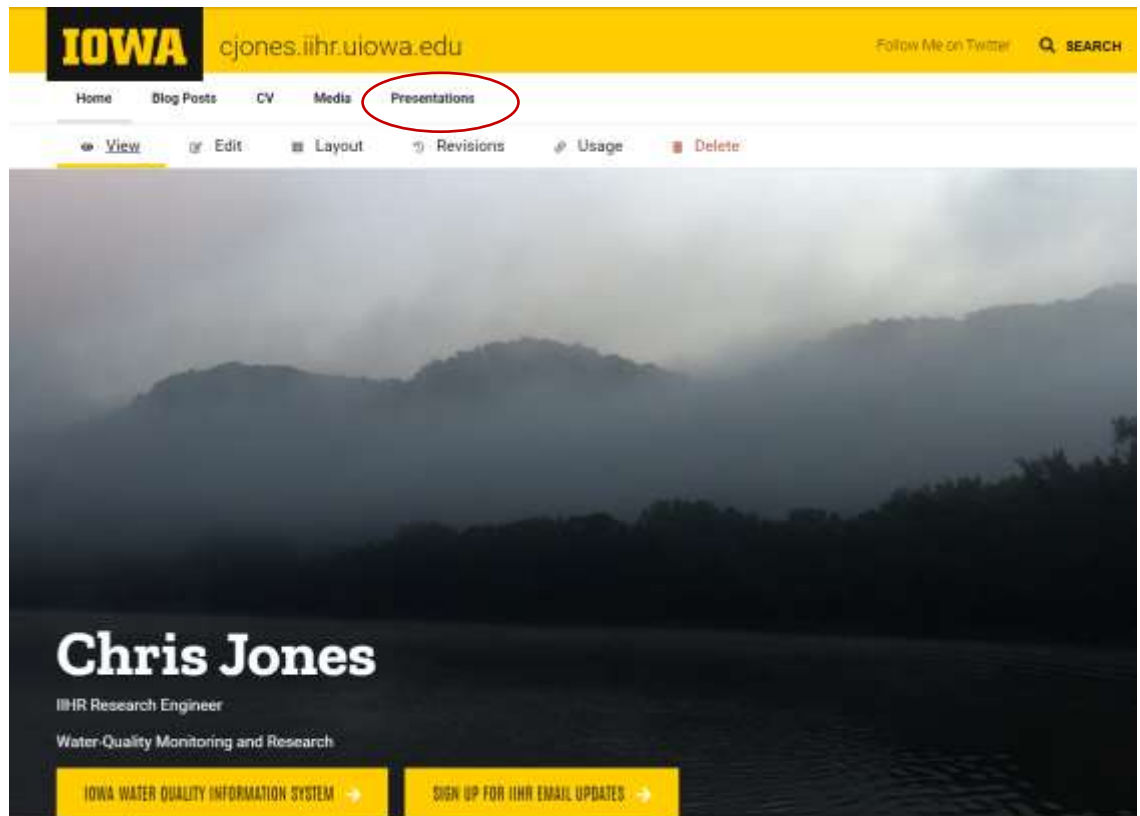 IOWA cjones.iihr.uiowa.edu Follow Me on Twitter SEARCH
Home Blog Posts CV Media Presentations
View Edit Layout Revisions Usage Delete
Chris Jones
IIHR Research Engineer
Water-Quality Monitoring and Research
IOWA WATER QUALITY INFORMATION SYSTEM SIGN UP FOR IIHR EMAIL UPDATES